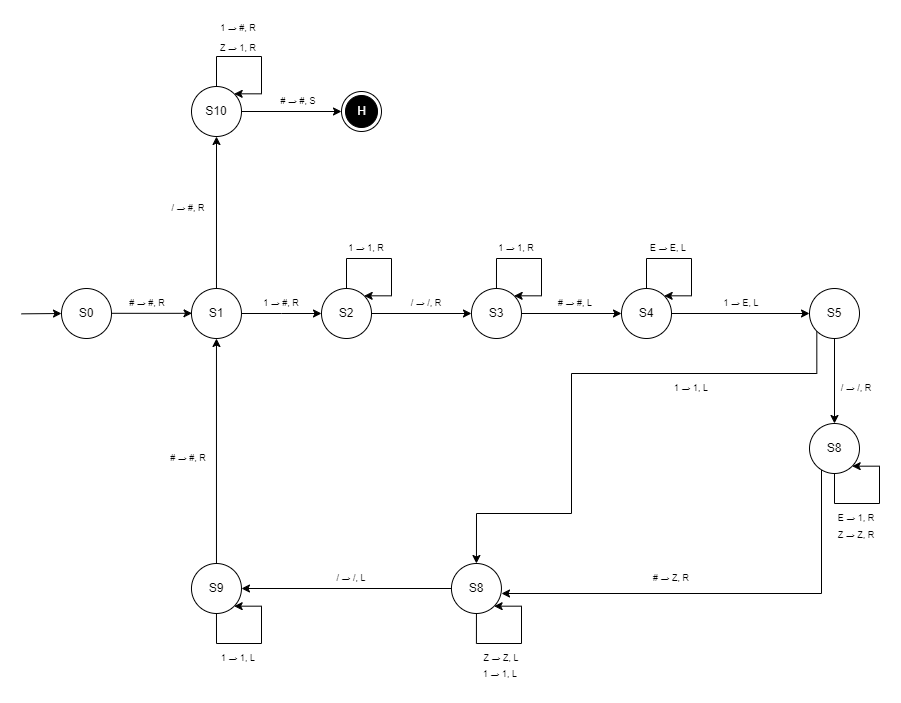 1 → #, R
Z → 1, R
S10
# → #, S
H
/ → #, R
1 → 1, R
1 → 1, R
E → E, L
S0
# → #, R
S1
1 → #, R
S2
/ → /, R
S3
# → #, L
S4
1 → E, L
S5
1 → 1, L
/ → /, R
S8
# → #, R
E → 1, R
Z → Z, R
S9
/ → /, L
S8
# → Z, R
1 → 1, L
Z → Z, L
1 → 1, L